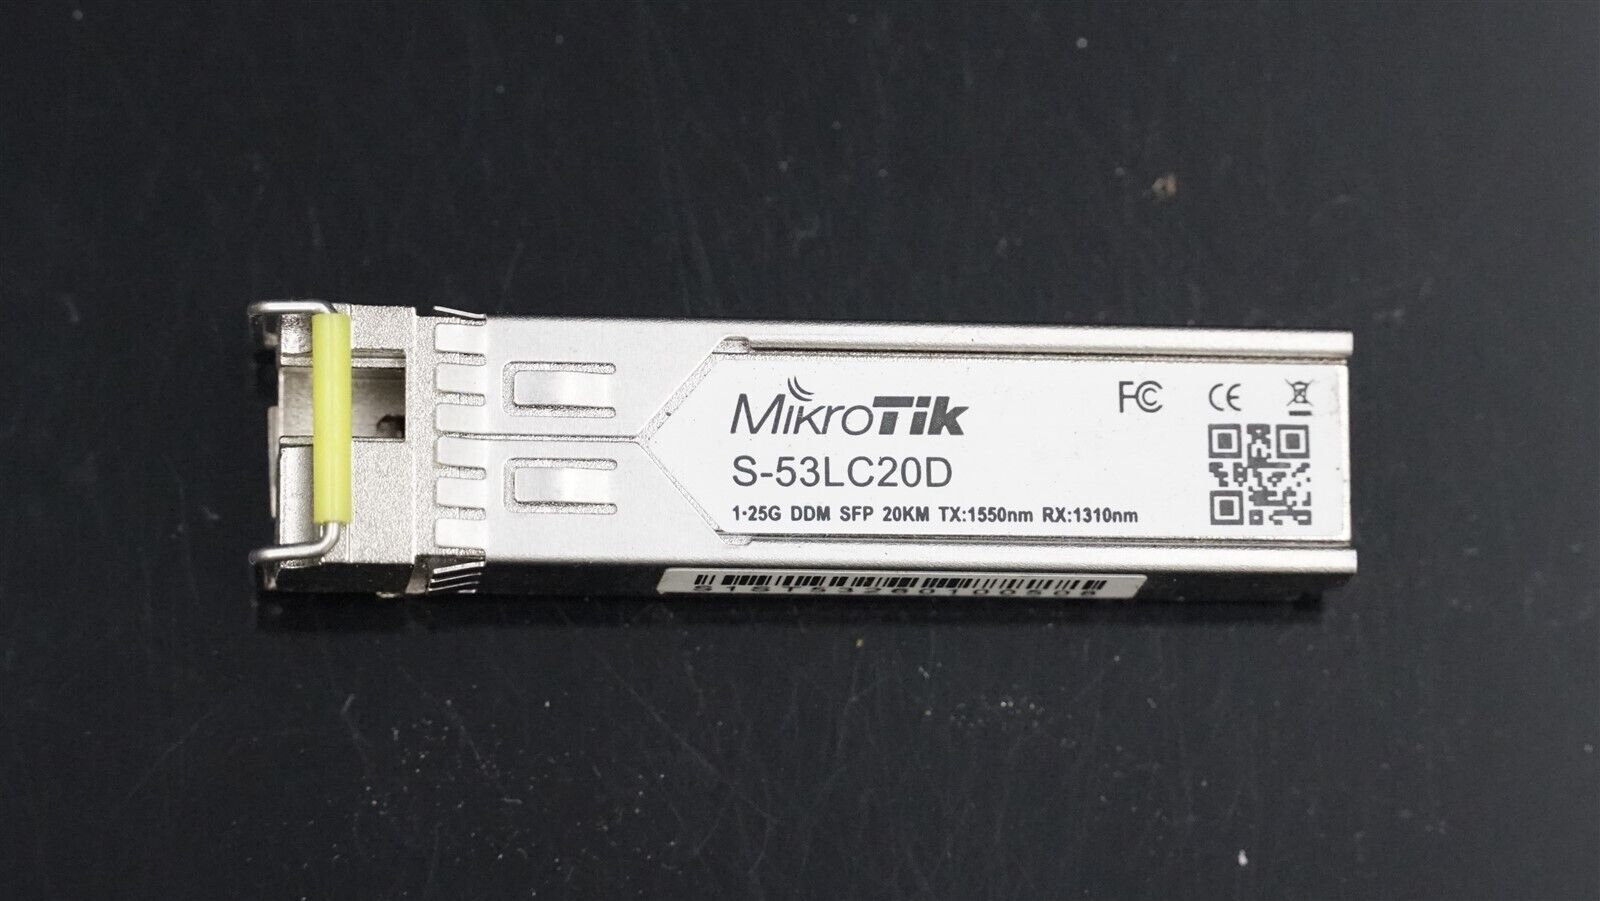 MikroTik
S-53LC20D
1·25G DDM SFP 20KM TX:1550nm RX:1310nm
FC CE